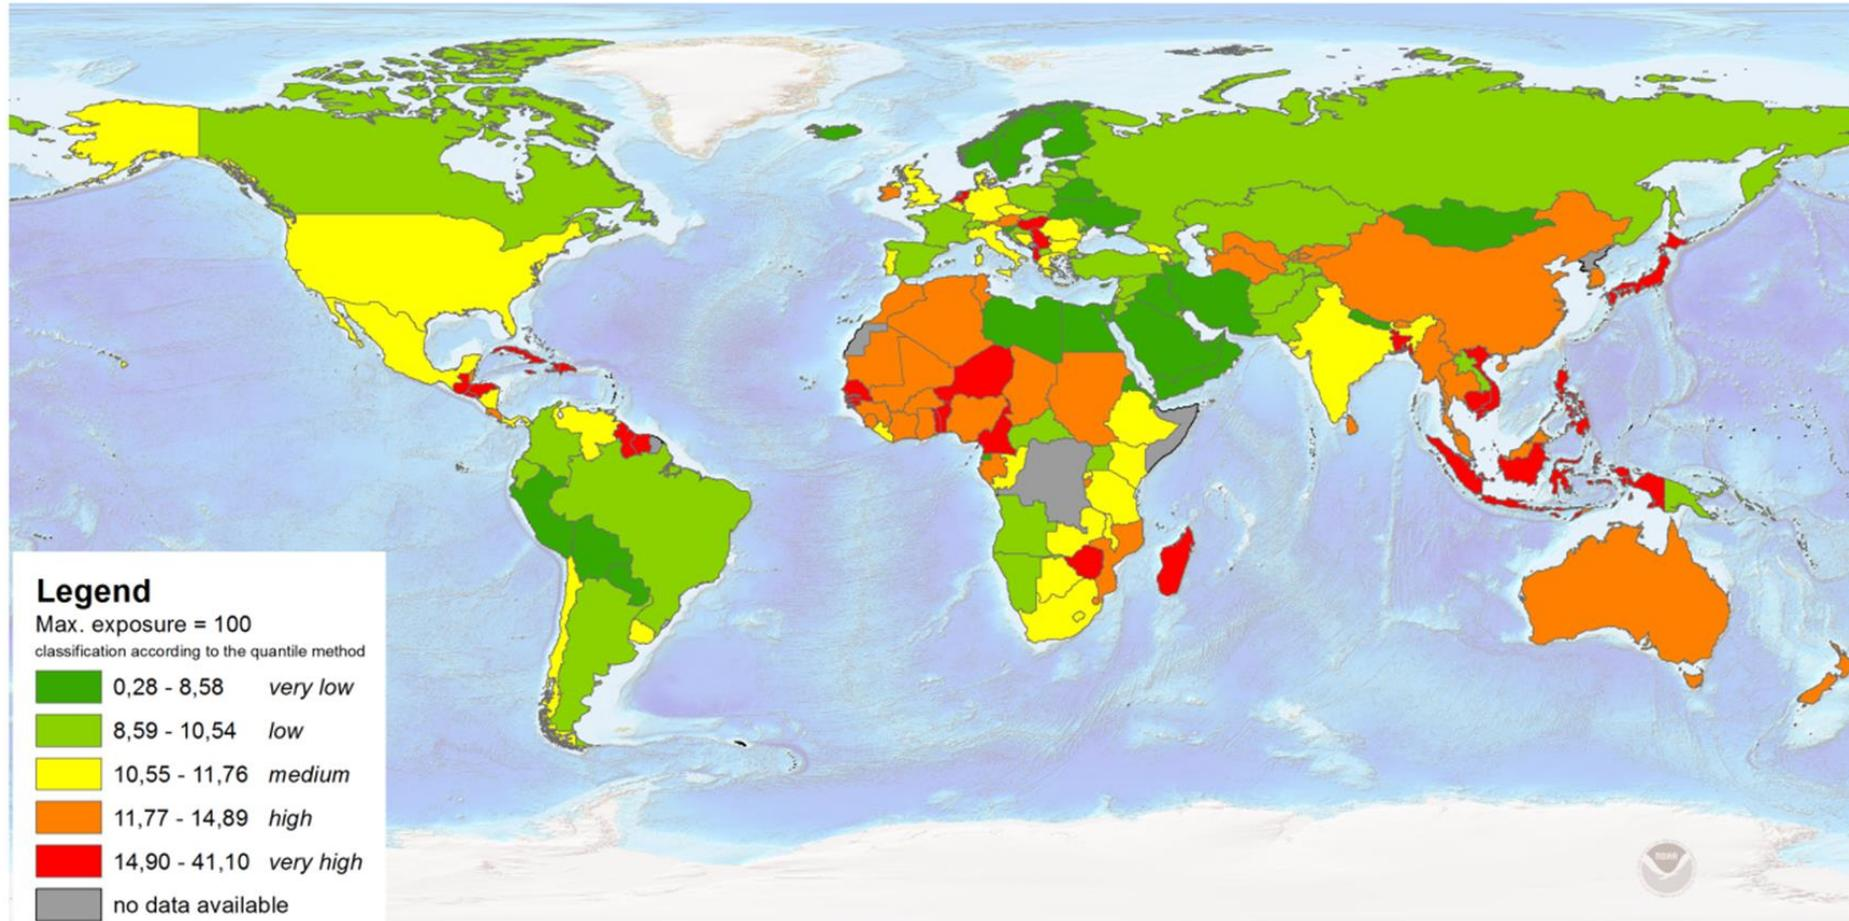 Legend
Max. exposure = 100
classification according to the quantile method
0,28 - 8,58 very low
8,59 - 10,54 low
10,55 - 11,76 medium
11,77 - 14,89 high
14,90 - 41,10 very high
no data available
NOAA